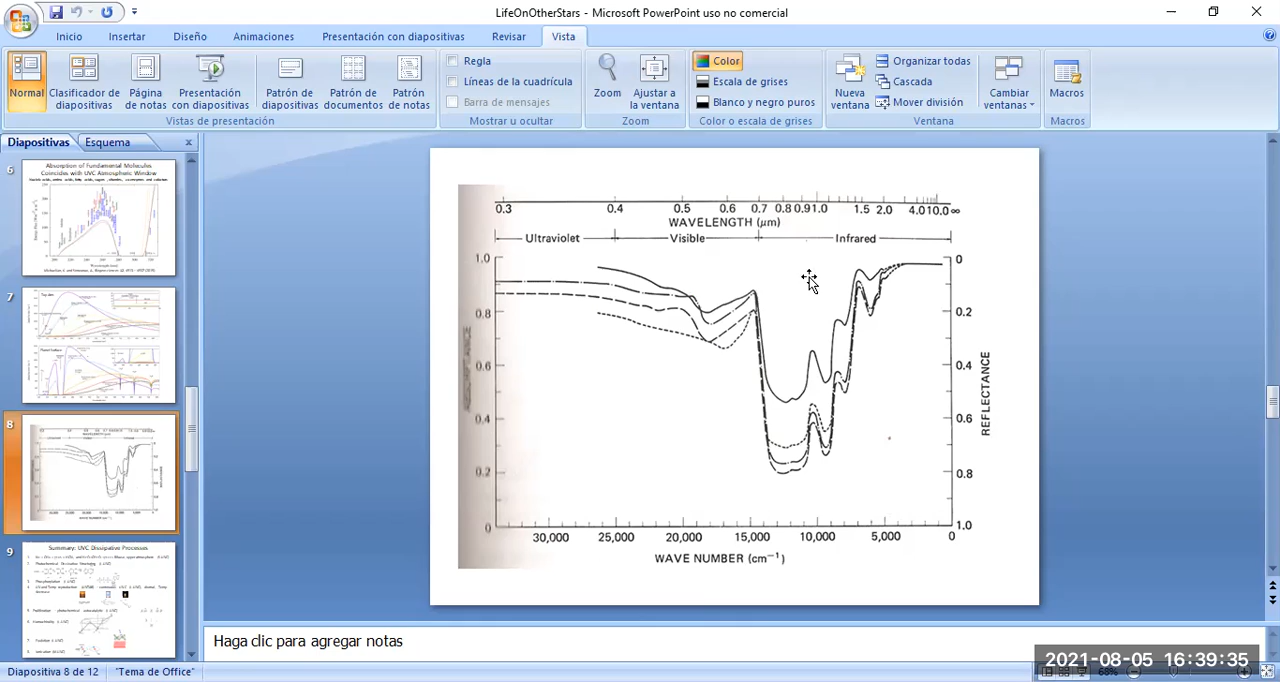 LifeOnOtherStars - Microsoft PowerPoint uso no comercial
Inicio
Insertar
Diseño
Animaciones
Presentación con diapositivas
Revisar
Vista
Normal
Clasificador de diapositivas
Página de notas
Presentación con diapositivas
Patrón de diapositivas
Patrón de documentos
Patrón de notas
Vistas de presentación
Regla
Líneas de la cuadrícula
Barra de mensajes
Mostrar u ocultar
Zoom
Ajustar a la ventana
Zoom
Color
Escala de grises
Blanco y negro puros
Color o escala de grises
Nueva ventana
Organizar todas
Cascada
Mover división
Cambiar ventanas
Ventana
Macros
Macros
Diapositivas
Esquema
6
Absorption of Fundamental Molecules
Coincides with UVC Atmospheric Window
7
8
9
Summary: UVC Dissipative Processes
0.3 0.4 0.5 0.6 0.7 0.8 0.9 1.0 1.5 2.0 4.0 10.0 ∞
WAVELENGTH (μm)
Ultraviolet
Visible
Infrared
1.0
0.8
0.6
0.4
0.2
0
0
0.2
0.4
0.6
0.8
1.0
REFLECTANCE
30,000 25,000 20,000 15,000 10,000 5,000 0
WAVE NUMBER (cm⁻¹)
Haga clic para agregar notas
Diapositiva 8 de 12
"Tema de Office"
2021-08-05 16:39:35